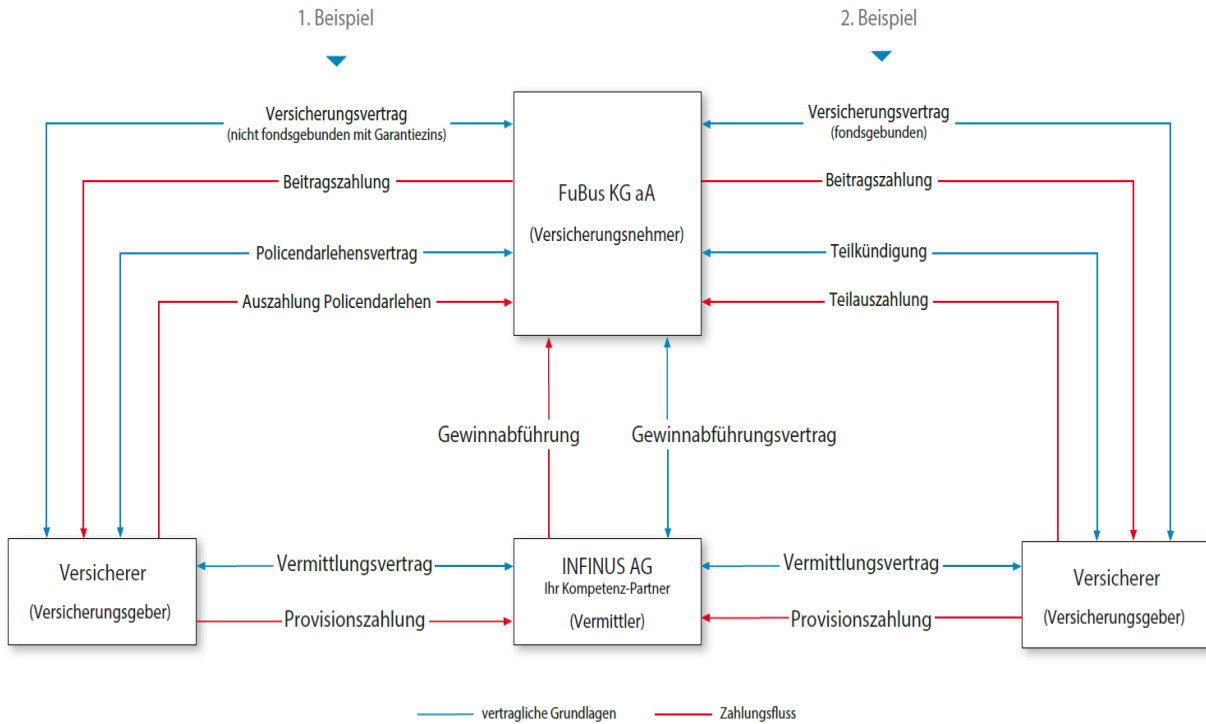 1. Beispiel
2. Beispiel
Versicherungsvertrag
(nicht fondsgebunden mit Garantiezins)
Versicherungsvertrag
(fondsgebunden)
Beitragszahlung
FuBus KG aA
Beitragszahlung
(Versicherungsnehmer)
Policendarlehensvertrag
Teilkündigung
Auszahlung Policendarlehen
Teilauszahlung
Gewinnabführung
Gewinnabführungsvertrag
Versicherer
(Versicherungsgeber)
Vermittlungsvertrag
Provisionszahlung
INFINUS AG
Ihr Kompetenz-Partner
(Vermittler)
Vermittlungsvertrag
Provisionszahlung
Versicherer
(Versicherungsgeber)
vertragliche Grundlagen
Zahlungsfluss